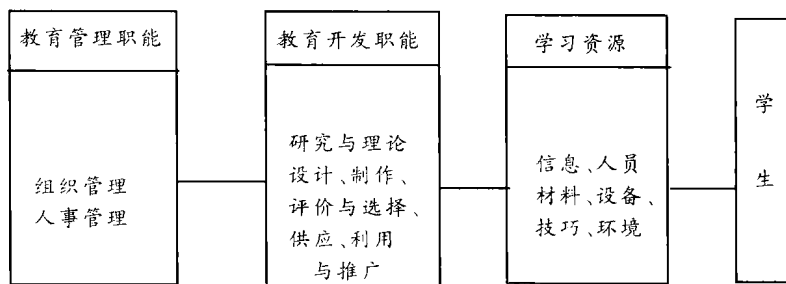 教育管理职能
组织管理
人事管理
教育开发职能
研究与理论
设计、制作、
评价与选择、
供应、利用
与推广
学习资源
信息、人员
材料、设备、
技巧、环境
学
生